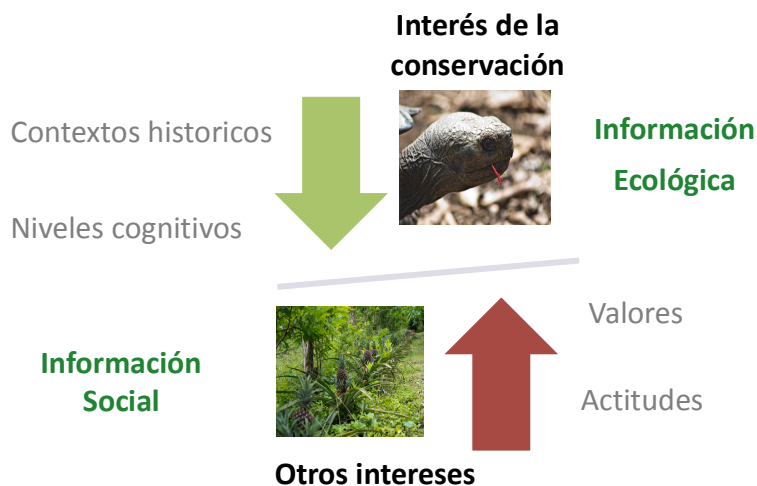 Interés de la
conservación
Contextos historicos
Información
Ecológica
Niveles cognitivos
Valores
Información
Social
Actitudes
Otros intereses